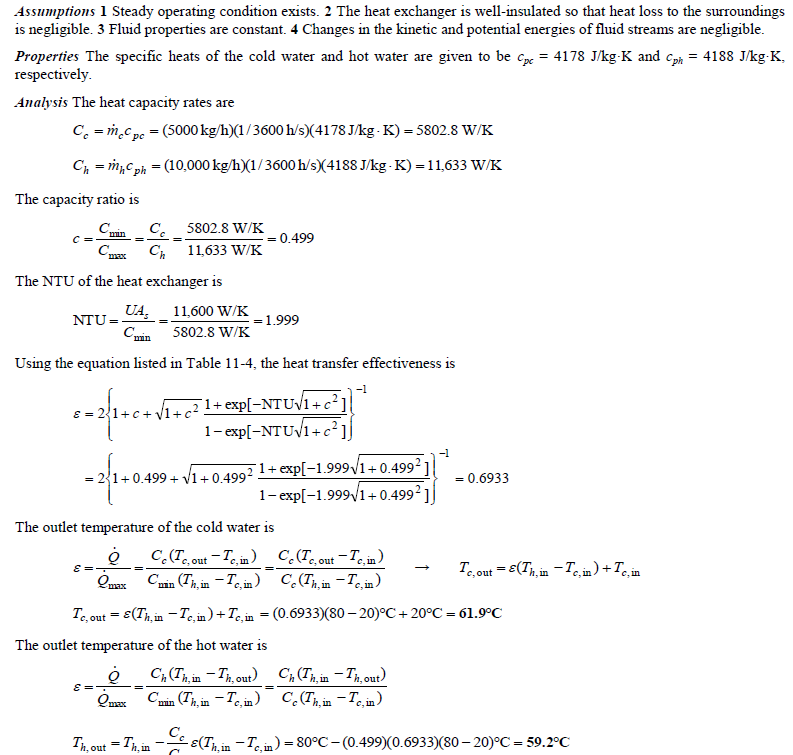 Assumptions 1 Steady operating condition exists. 2 The heat exchanger is well-insulated so that heat loss to the surroundings
is negligible. 3 Fluid properties are constant. 4 Changes in the kinetic and potential energies of fluid streams are negligible.
Properties The specific heats of the cold water and hot water are given to be c_pc = 4178 J/kg·K and c_ph = 4188 J/kg·K,
respectively.
Analysis The heat capacity rates are
C_c = ṁ_c c_pc = (5000 kg/h)(1/3600 h/s)(4178 J/kg·K) = 5802.8 W/K
C_h = ṁ_h c_ph = (10,000 kg/h)(1/3600 h/s)(4188 J/kg·K) = 11,633 W/K
The capacity ratio is
c = C_min / C_max = C_c / C_h = 5802.8 W/K / 11,633 W/K = 0.499
The NTU of the heat exchanger is
NTU = UA_s / C_min = 11,600 W/K / 5802.8 W/K = 1.999
Using the equation listed in Table 11-4, the heat transfer effectiveness is
ε = 2{1 + c + √(1 + c²) (1 + exp[−NTU√(1 + c²)]) / (1 − exp[−NTU√(1 + c²)])}⁻¹
= 2{1 + 0.499 + √(1 + 0.499²) (1 + exp[−1.999√(1 + 0.499²)]) / (1 − exp[−1.999√(1 + 0.499²)])}⁻¹ = 0.6933
The outlet temperature of the cold water is
ε = Q̇ / Q̇_max = C_c(T_c,out − T_c,in) / C_min(T_h,in − T_c,in) = C_c(T_c,out − T_c,in) / C_c(T_h,in − T_c,in) → T_c,out = ε(T_h,in − T_c,in) + T_c,in
T_c,out = ε(T_h,in − T_c,in) + T_c,in = (0.6933)(80 − 20)°C + 20°C = 61.9°C
The outlet temperature of the hot water is
ε = Q̇ / Q̇_max = C_h(T_h,in − T_h,out) / C_min(T_h,in − T_c,in) = C_h(T_h,in − T_h,out) / C_c(T_h,in − T_c,in)
T_h,out = T_h,in − C_c / ε(T_h,in − T_c,in) = 80°C − (0.499)(0.6933)(80 − 20)°C = 59.2°C